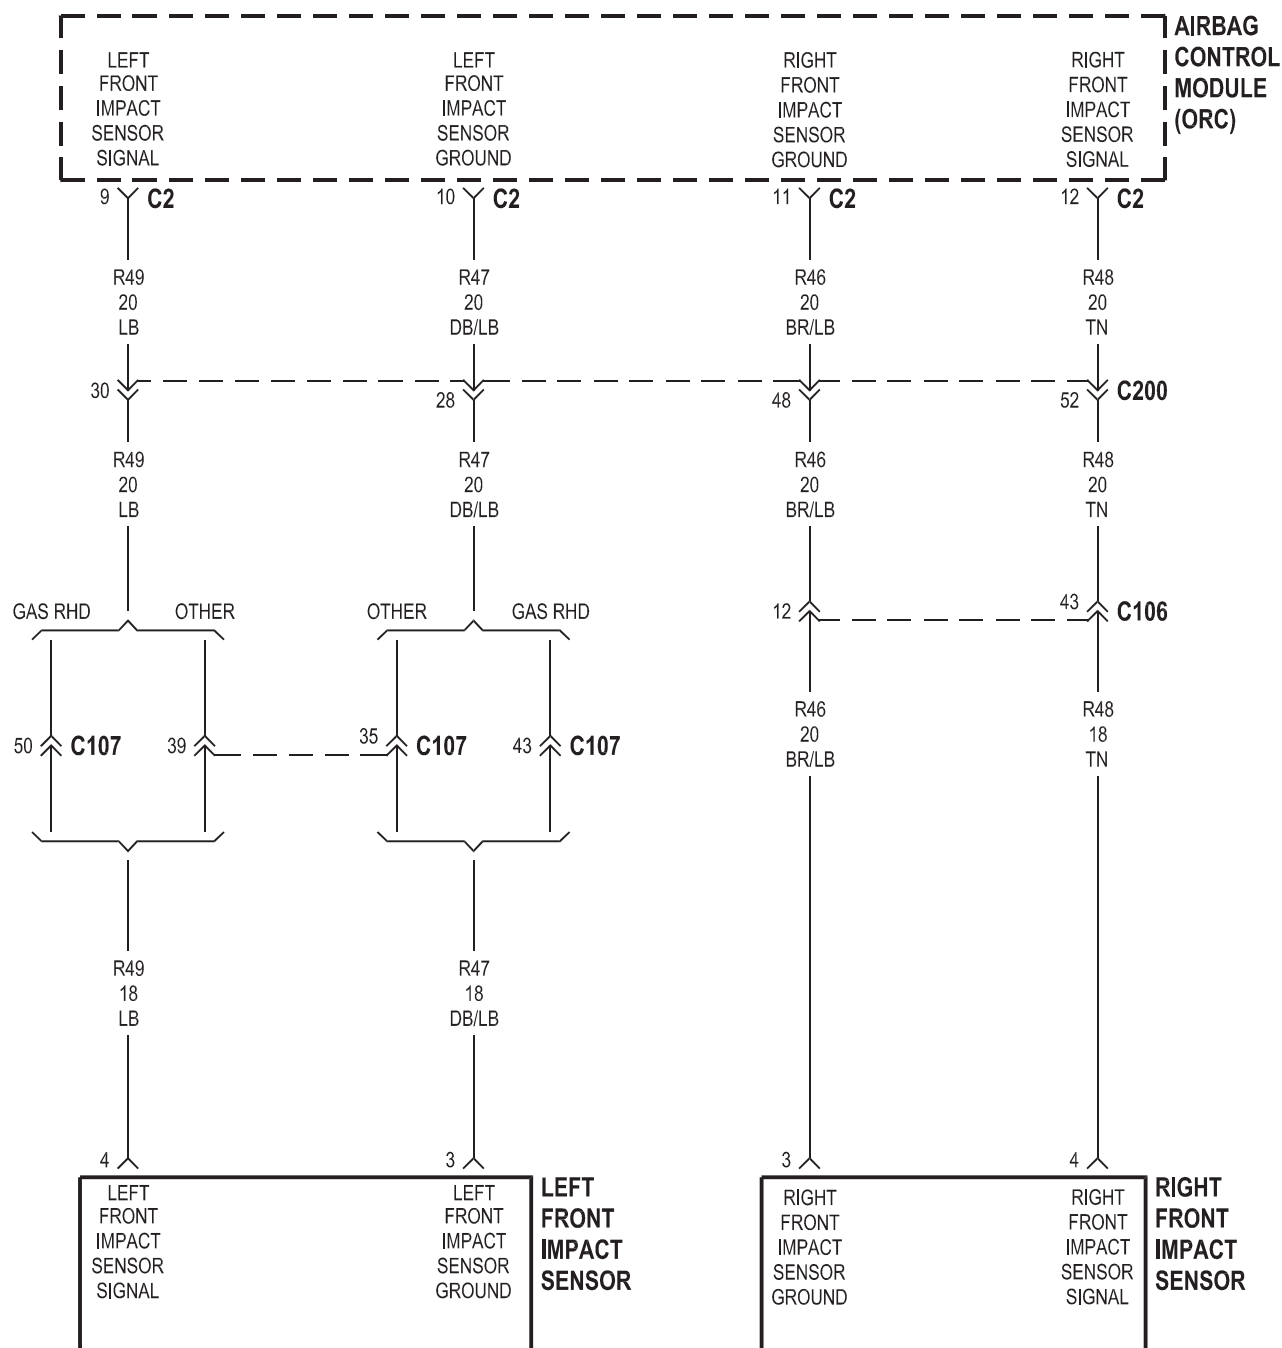 AIRBAG
CONTROL
MODULE
(ORC)
LEFT
FRONT
IMPACT
SENSOR
SIGNAL
LEFT
FRONT
IMPACT
SENSOR
GROUND
RIGHT
FRONT
IMPACT
SENSOR
GROUND
RIGHT
FRONT
IMPACT
SENSOR
SIGNAL
9 C2
10 C2
11 C2
12 C2
R49
20
LB
R47
20
DB/LB
R46
20
BR/LB
R48
20
TN
30
28
48
52 C200
R49
20
LB
R47
20
DB/LB
R46
20
BR/LB
R48
20
TN
GAS RHD
OTHER
OTHER
GAS RHD
12
43 C106
50 C107
39
35 C107
43 C107
R46
20
BR/LB
R48
18
TN
R49
18
LB
R47
18
DB/LB
4
3
3
4
LEFT
FRONT
IMPACT
SENSOR
SIGNAL
LEFT
FRONT
IMPACT
SENSOR
GROUND
LEFT
FRONT
IMPACT
SENSOR
RIGHT
FRONT
IMPACT
SENSOR
GROUND
RIGHT
FRONT
IMPACT
SENSOR
SIGNAL
RIGHT
FRONT
IMPACT
SENSOR